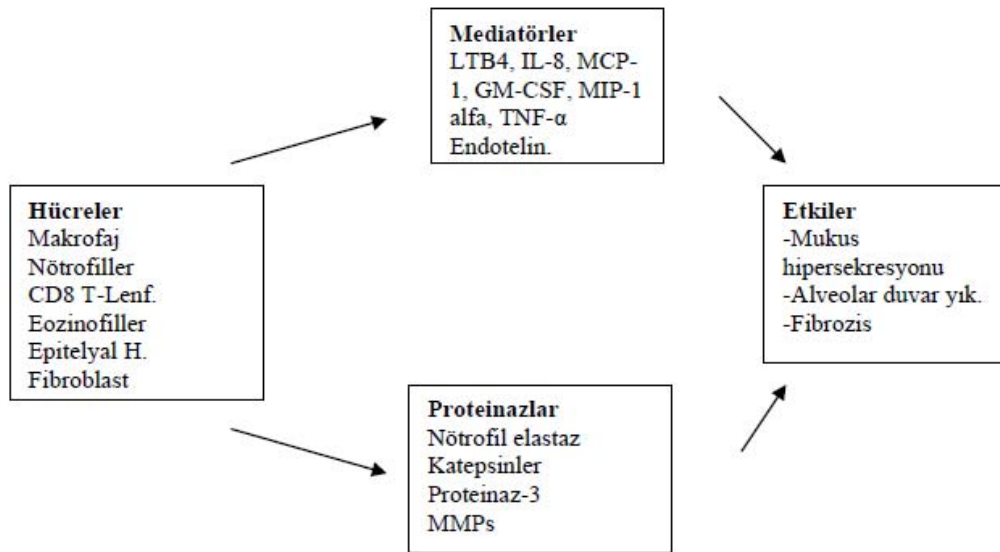 Mediatörler
LTB4, IL-8, MCP-
1, GM-CSF, MIP-1
alfa, TNF-α
Endotelin.
Hücreler
Makrofaj
Nötrofiller
CD8 T-Lenf.
Eozinofiller
Epitelyal H.
Fibroblast
Etkiler
-Mukus
hipersekresyonu
-Alveolar duvar yık.
-Fibrozis
Proteinazlar
Nötrofil elastaz
Katepsinler
Proteinaz-3
MMPs